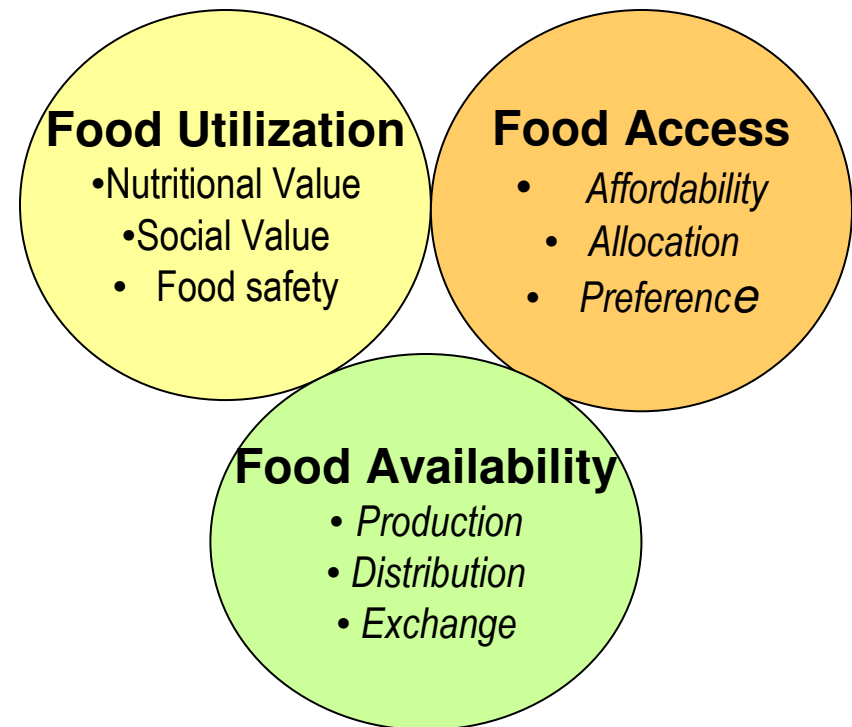 Food Utilization
•Nutritional Value
•Social Value
• Food safety
Food Access
• Affordability
• Allocation
• Preference
Food Availability
• Production
• Distribution
• Exchange